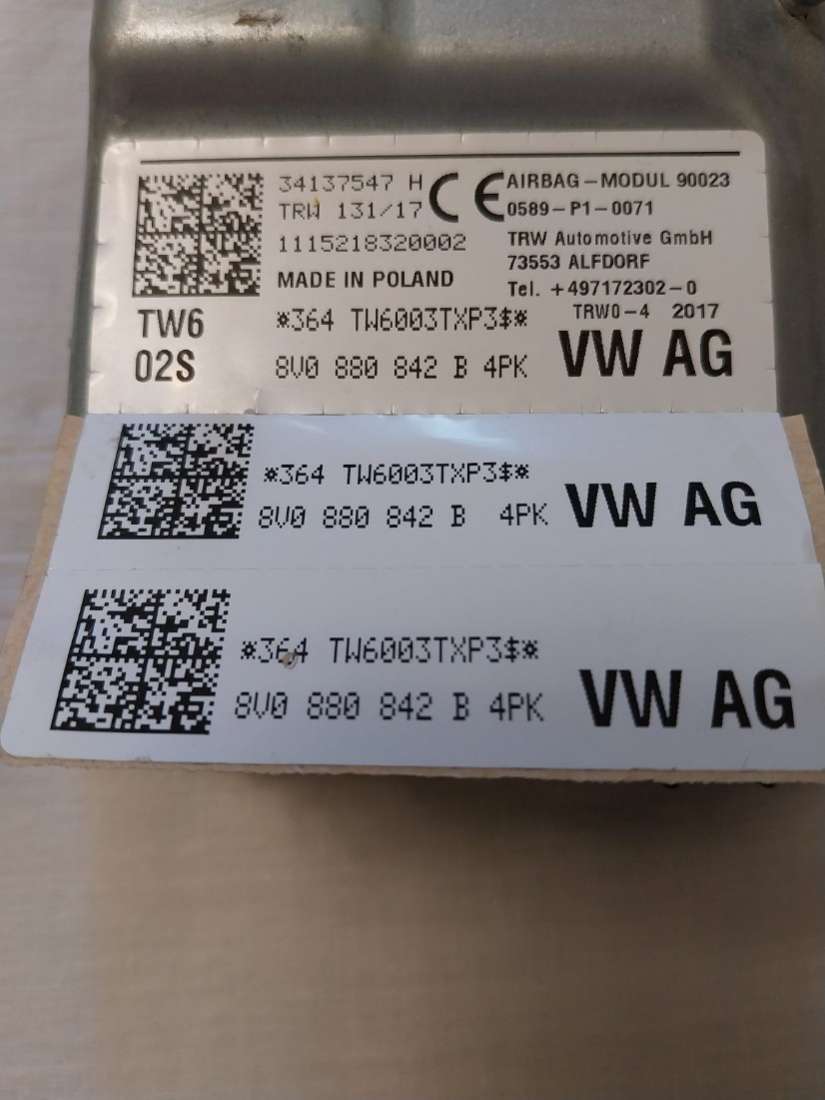 34137547 H
TRW 131/17
1115218320002
MADE IN POLAND
CE
AIRBAG-MODUL 90023
0589-P1-0071
TRW Automotive GmbH
73553 ALFDORF
Tel. +497172302-0
TRW0-4 2017
TW6
02S
*364 TW6003TXP3$*
8V0 880 842 B 4PK
VW AG
*364 TW6003TXP3$*
8V0 880 842 B 4PK
VW AG
*364 TW6003TXP3$*
8V0 880 842 B 4PK
VW AG